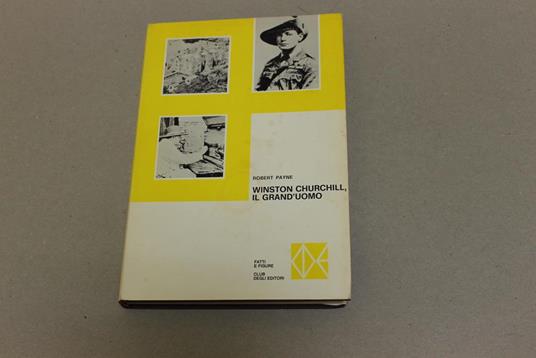 ROBERT PAYNE
WINSTON CHURCHILL,
IL GRAND'UOMO
FATTI
E FIGURE
CLUB
DEGLI EDITORI